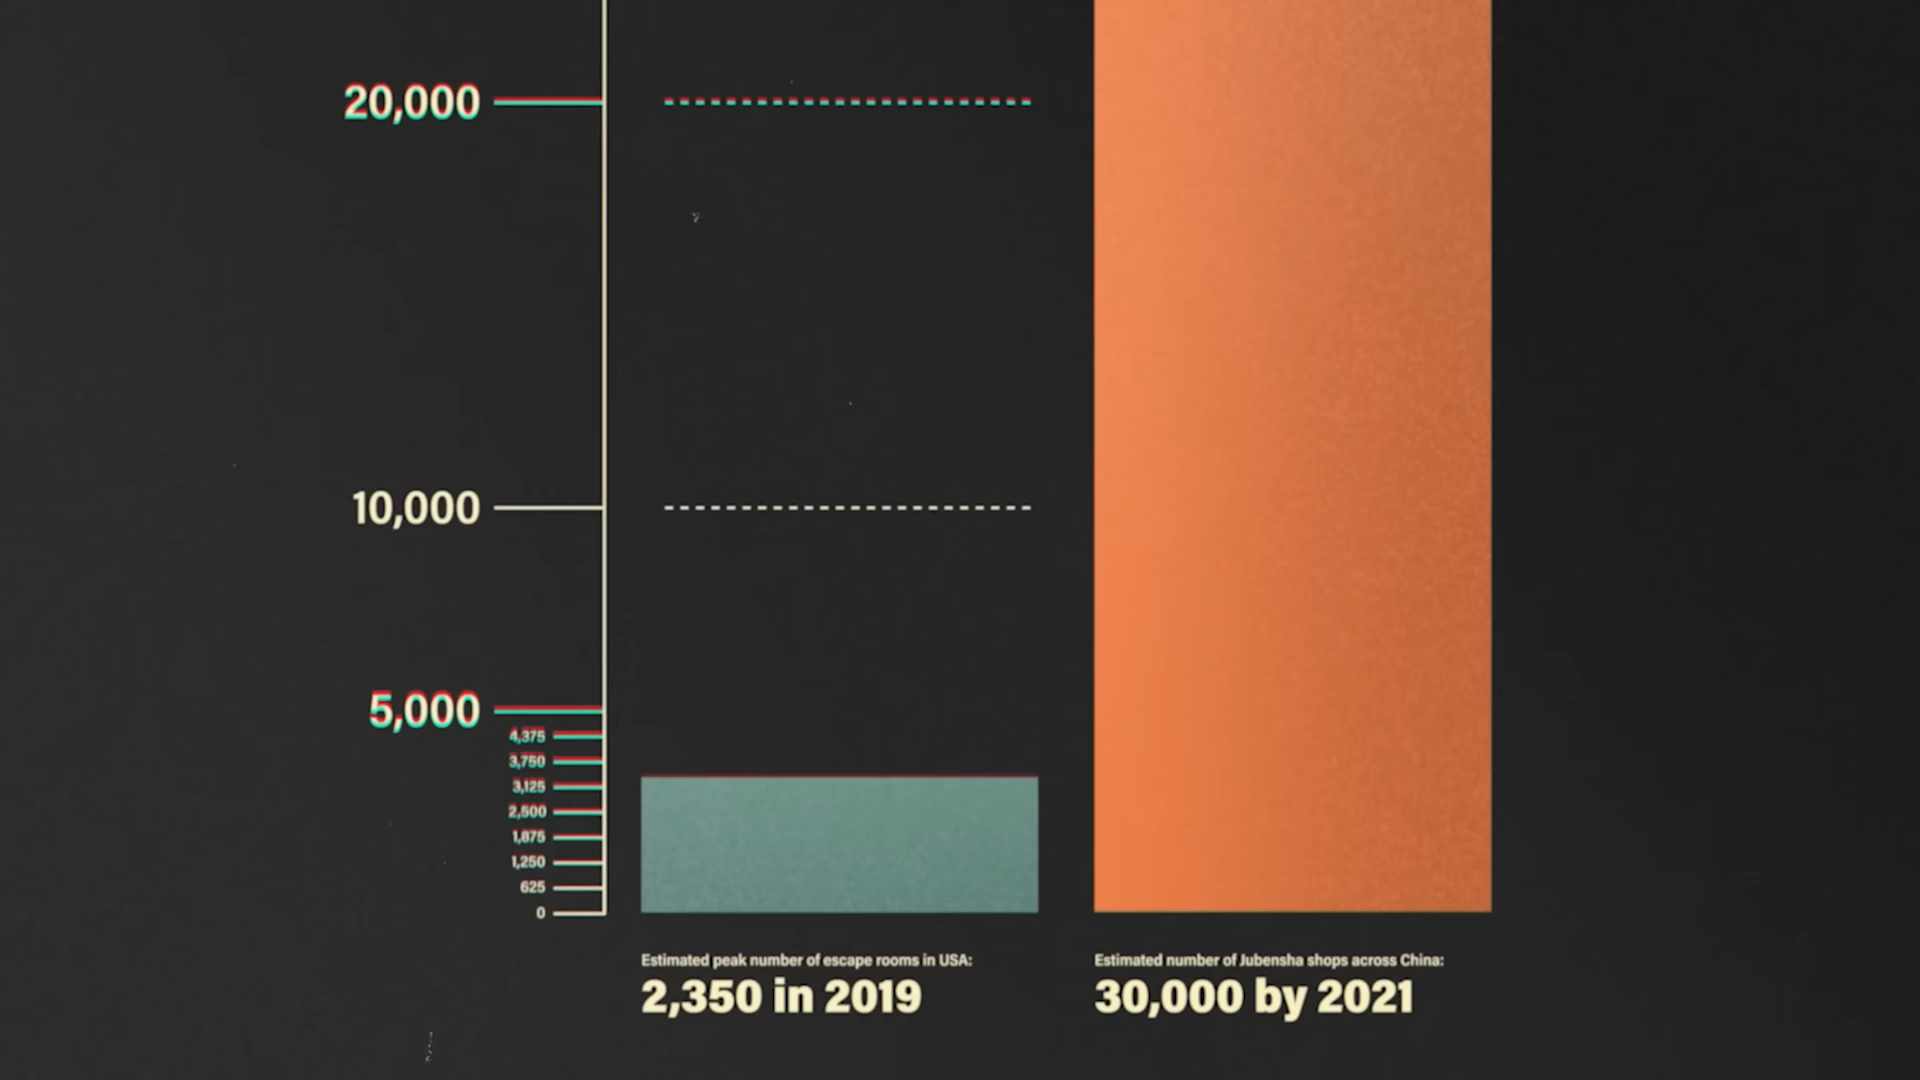 20,000
10,000
5,000
4,375
3,750
3,125
2,500
1,875
1,250
625
0
Estimated peak number of escape rooms in USA:
2,350 in 2019
Estimated number of Jubensha shops across China:
30,000 by 2021